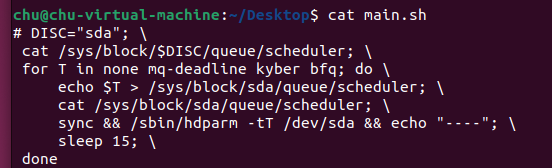 chu@chu-virtual-machine:~/Desktop$ cat main.sh
# DISC="sda"; \
 cat /sys/block/$DISC/queue/scheduler; \
 for T in none mq-deadline kyber bfq; do \
     echo $T > /sys/block/sda/queue/scheduler; \
     cat /sys/block/sda/queue/scheduler; \
     sync && /sbin/hdparm -tT /dev/sda && echo "----"; \
     sleep 15; \
 done